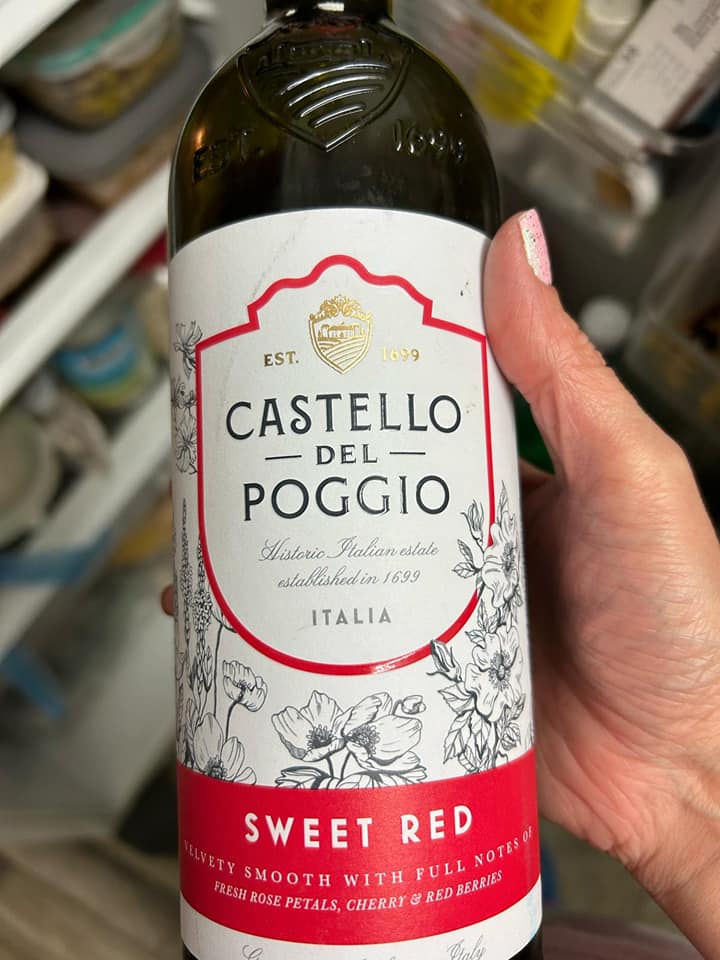 EST. 1699
EST. 1699
CASTELLO
DEL
POGGIO
Historic Italian estate
established in 1699
ITALIA
SWEET RED
VELVETY SMOOTH WITH FULL NOTES OF
FRESH ROSE PETALS, CHERRY & RED BERRIES
Italy